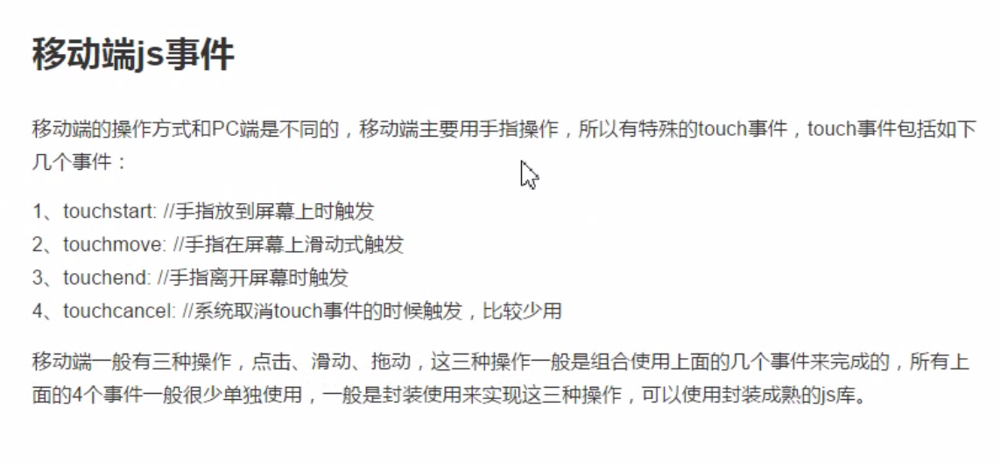 移动端js事件
移动端的操作方式和PC端是不同的，移动端主要用手指操作，所以有特殊的touch事件，touch事件包括如下
几个事件：
1、touchstart: //手指放到屏幕上时触发
2、touchmove: //手指在屏幕上滑动式触发
3、touchend: //手指离开屏幕时触发
4、touchcancel: //系统取消touch事件的时候触发，比较少用
移动端一般有三种操作，点击、滑动、拖动，这三种操作一般是组合使用上面的几个事件来完成的，所有上
面的4个事件一般很少单独使用，一般是封装使用来实现这三种操作，可以使用封装成熟的js库。